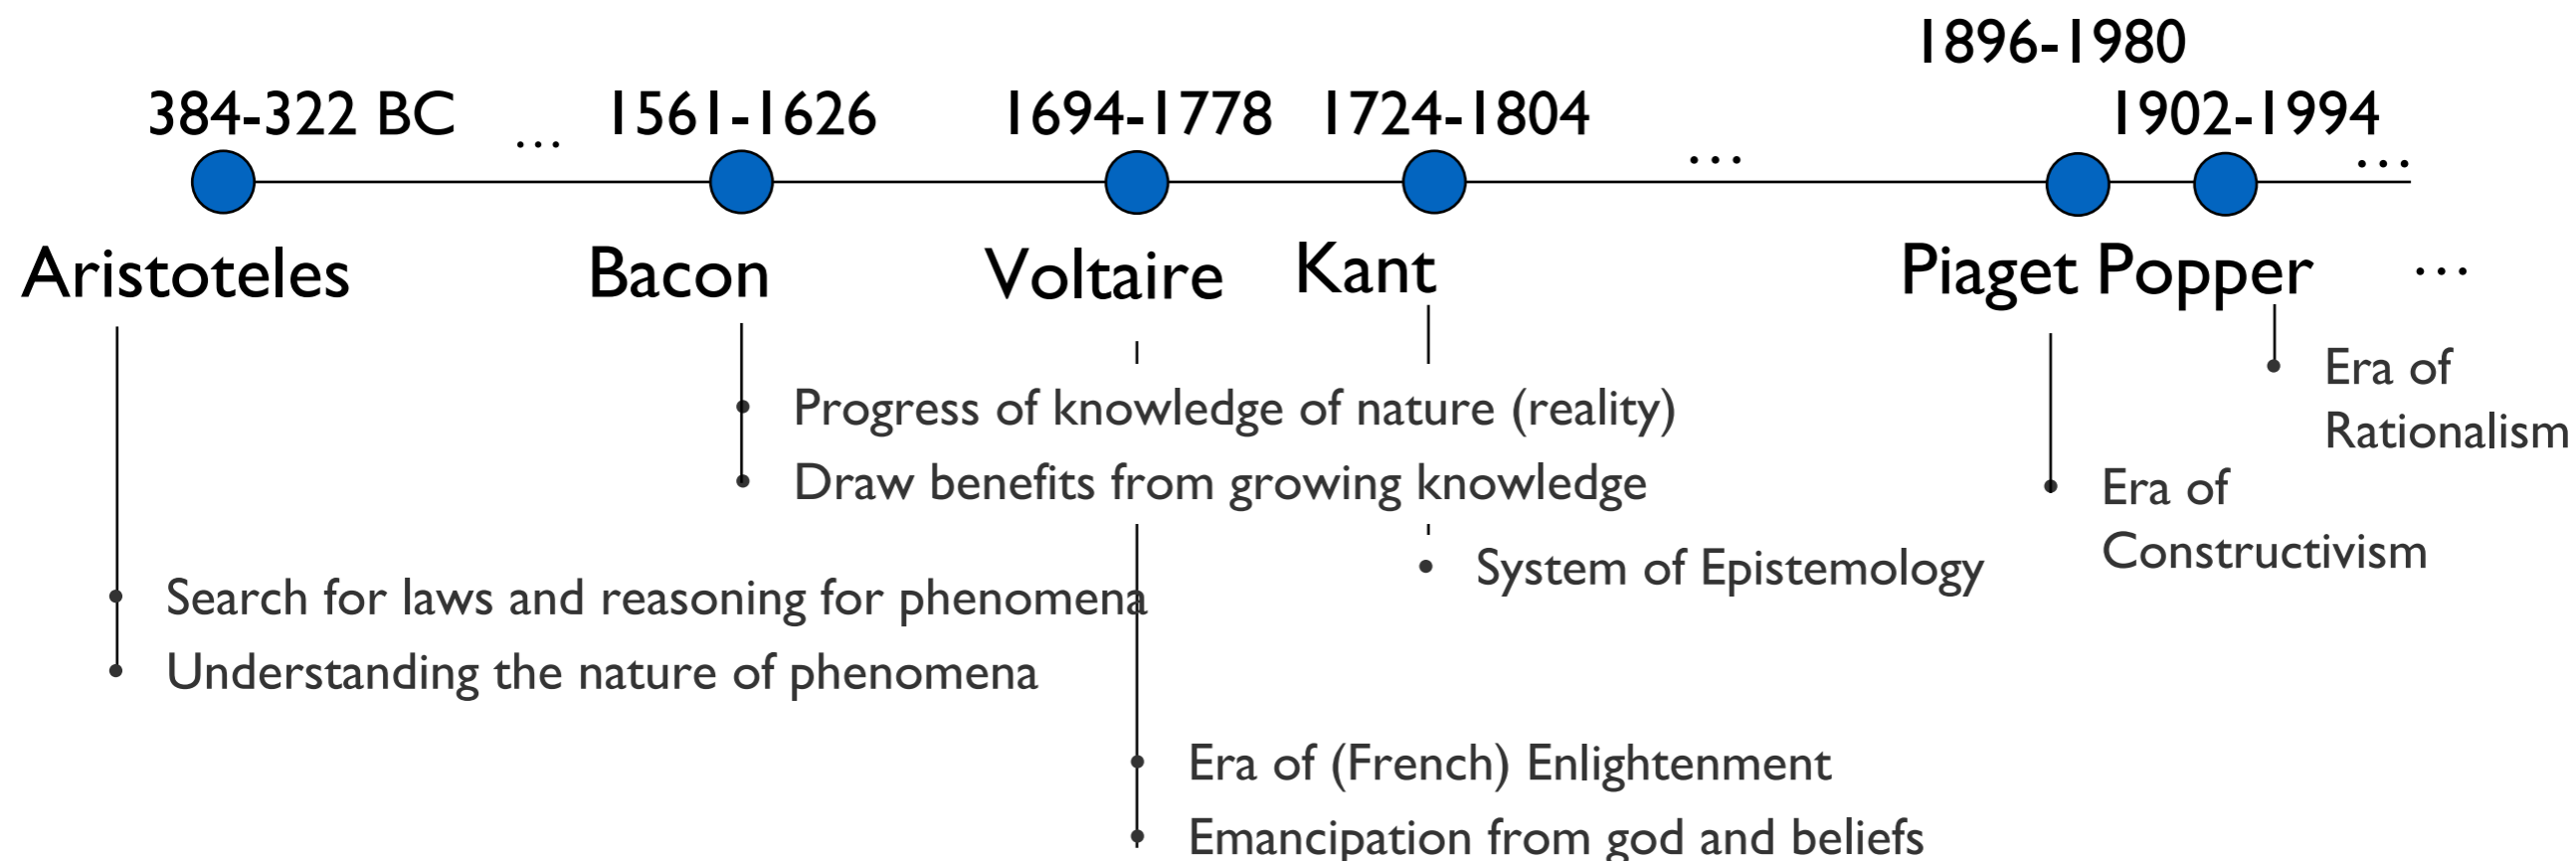 1896-1980
384-322 BC ... 1561-1626 1694-1778 1724-1804 ... 1902-1994 ...
Aristoteles Bacon Voltaire Kant Piaget Popper ...
• Era of
Rationalism
• Progress of knowledge of nature (reality)
• Draw benefits from growing knowledge
• Era of
Constructivism
• System of Epistemology
• Search for laws and reasoning for phenomena
• Understanding the nature of phenomena
• Era of (French) Enlightenment
• Emancipation from god and beliefs